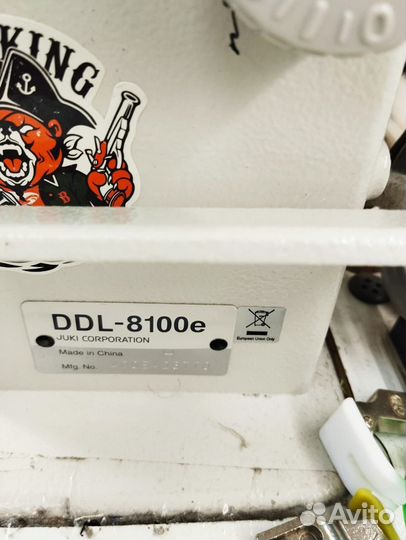 KING
DDL-8100e
JUKI CORPORATION
Made in China
European Union Only
Mfg. No.
Avito